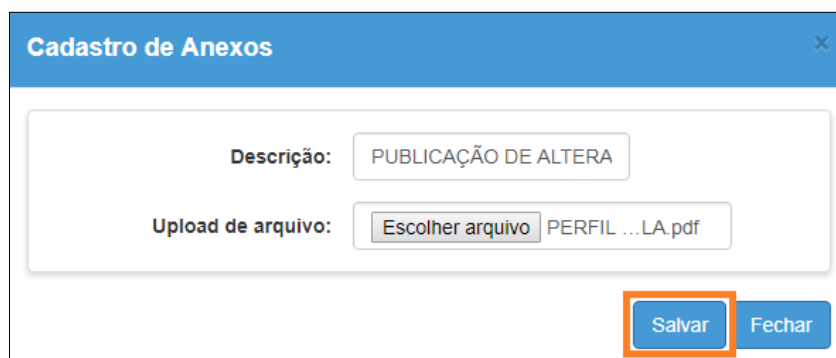 Cadastro de Anexos ×
Descrição: PUBLICAÇÃO DE ALTERA
Upload de arquivo: Escolher arquivo PERFIL ...LA.pdf
Salvar Fechar